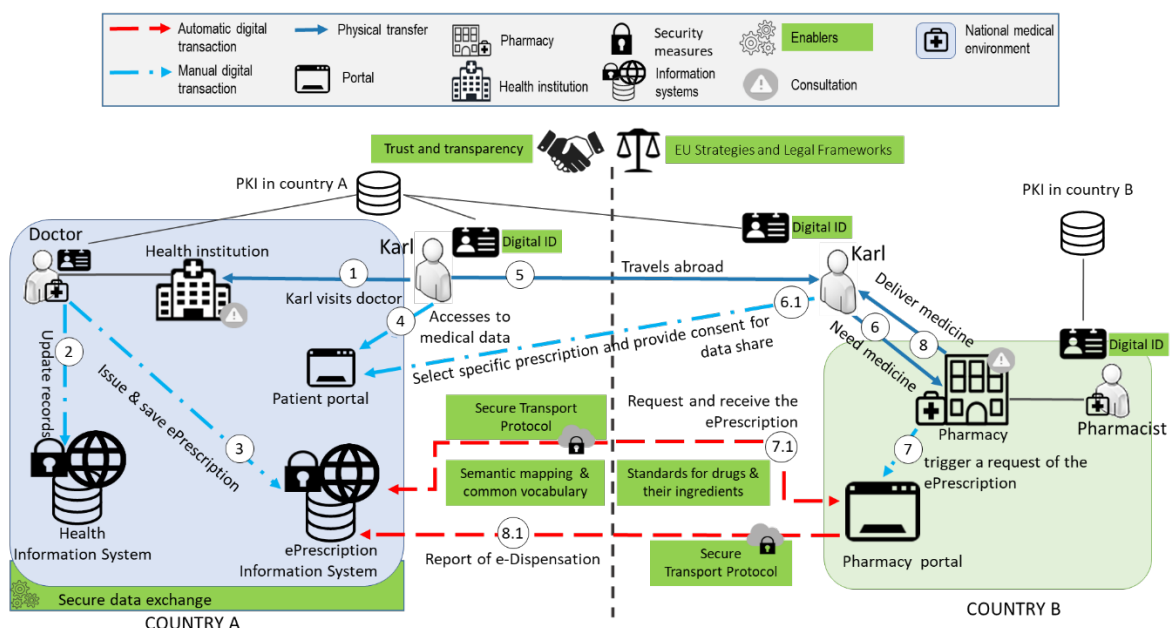 Automatic digital
transaction
Physical transfer
Pharmacy
Security
measures
Enablers
National medical
environment
Manual digital
transaction
Portal
Health institution
Information
systems
Consultation
Trust and transparency
EU Strategies and Legal Frameworks
PKI in country A
PKI in country B
Doctor
Health institution
Karl
Digital ID
Digital ID
Karl
Digital ID
1
Karl visits doctor
5
Travels abroad
4
Accesses to
medical data
6.1
Select specific prescription and provide consent for
data share
Deliver medicine
6
8
Need medicine
2
Update records
Issue & save ePrescription
3
Patient portal
Pharmacy
Pharmacist
Secure Transport
Protocol
Request and receive the
ePrescription
7.1
7
trigger a request of the
ePrescription
Semantic mapping &
common vocabulary
Standards for drugs &
their ingredients
Health
Information System
ePrescription
Information System
8.1
Report of e-Dispensation
Secure
Transport Protocol
Pharmacy portal
Secure data exchange
COUNTRY A
COUNTRY B